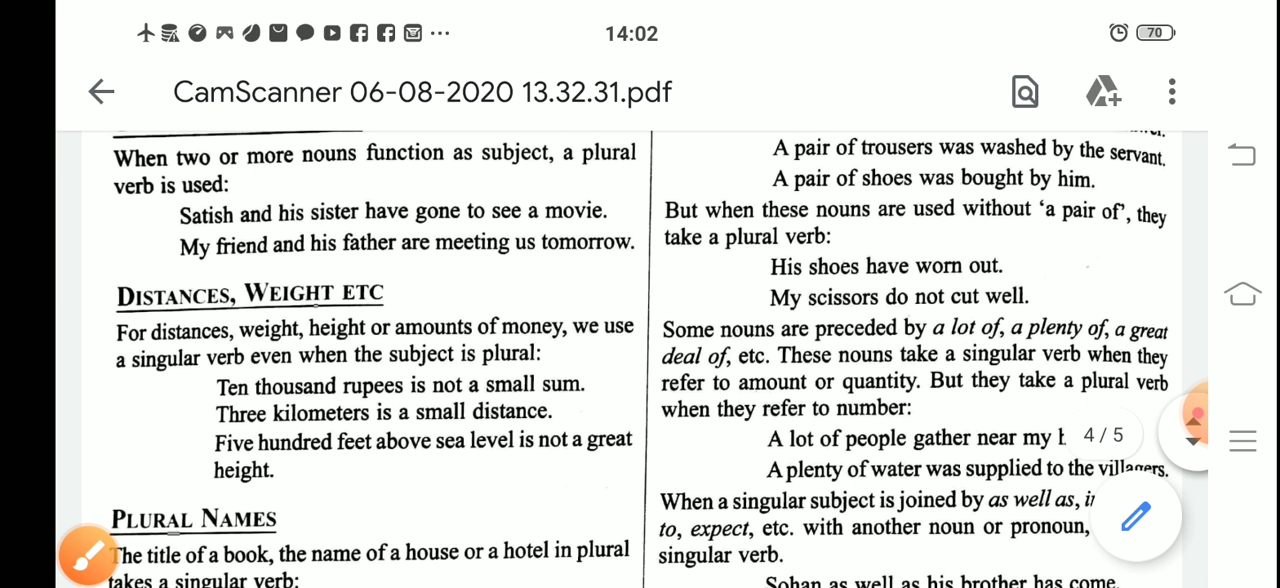 14:02
70
CamScanner 06-08-2020 13.32.31.pdf
When two or more nouns function as subject, a plural
verb is used:
Satish and his sister have gone to see a movie.
My friend and his father are meeting us tomorrow.
DISTANCES, WEIGHT ETC
For distances, weight, height or amounts of money, we use
a singular verb even when the subject is plural:
Ten thousand rupees is not a small sum.
Three kilometers is a small distance.
Five hundred feet above sea level is not a great
height.
PLURAL NAMES
The title of a book, the name of a house or a hotel in plural
takes a singular verb:
A pair of trousers was washed by the servant.
A pair of shoes was bought by him.
But when these nouns are used without ‘a pair of’, they
take a plural verb:
His shoes have worn out.
My scissors do not cut well.
Some nouns are preceded by a lot of, a plenty of, a great
deal of, etc. These nouns take a singular verb when they
refer to amount or quantity. But they take a plural verb
when they refer to number:
A lot of people gather near my
4 / 5
A plenty of water was supplied to the villagers.
When a singular subject is joined by as well as,
to, expect, etc. with another noun or pronoun,
singular verb.
Sohan as well as his brother has come.